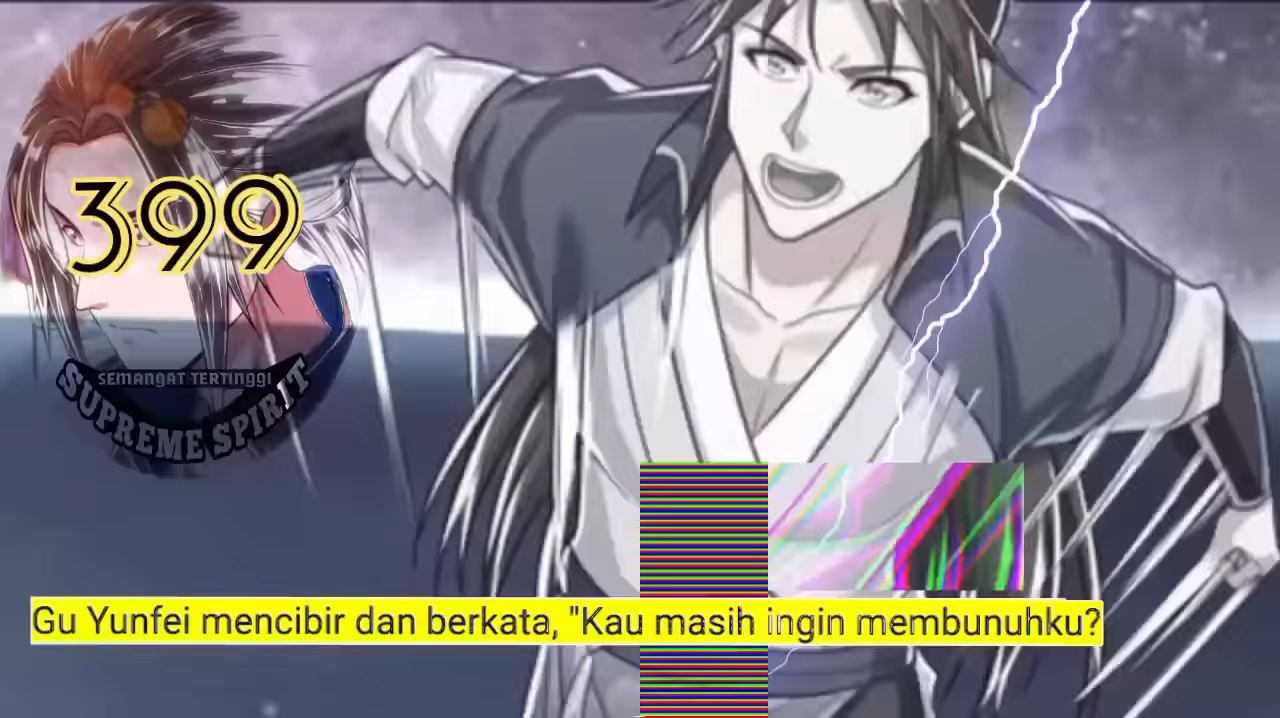 399
SEMANGAT TERTINGGI
SUPREME SPIRIT
Gu Yunfei mencibir dan berkata, "Kau masih ingin membunuhku?